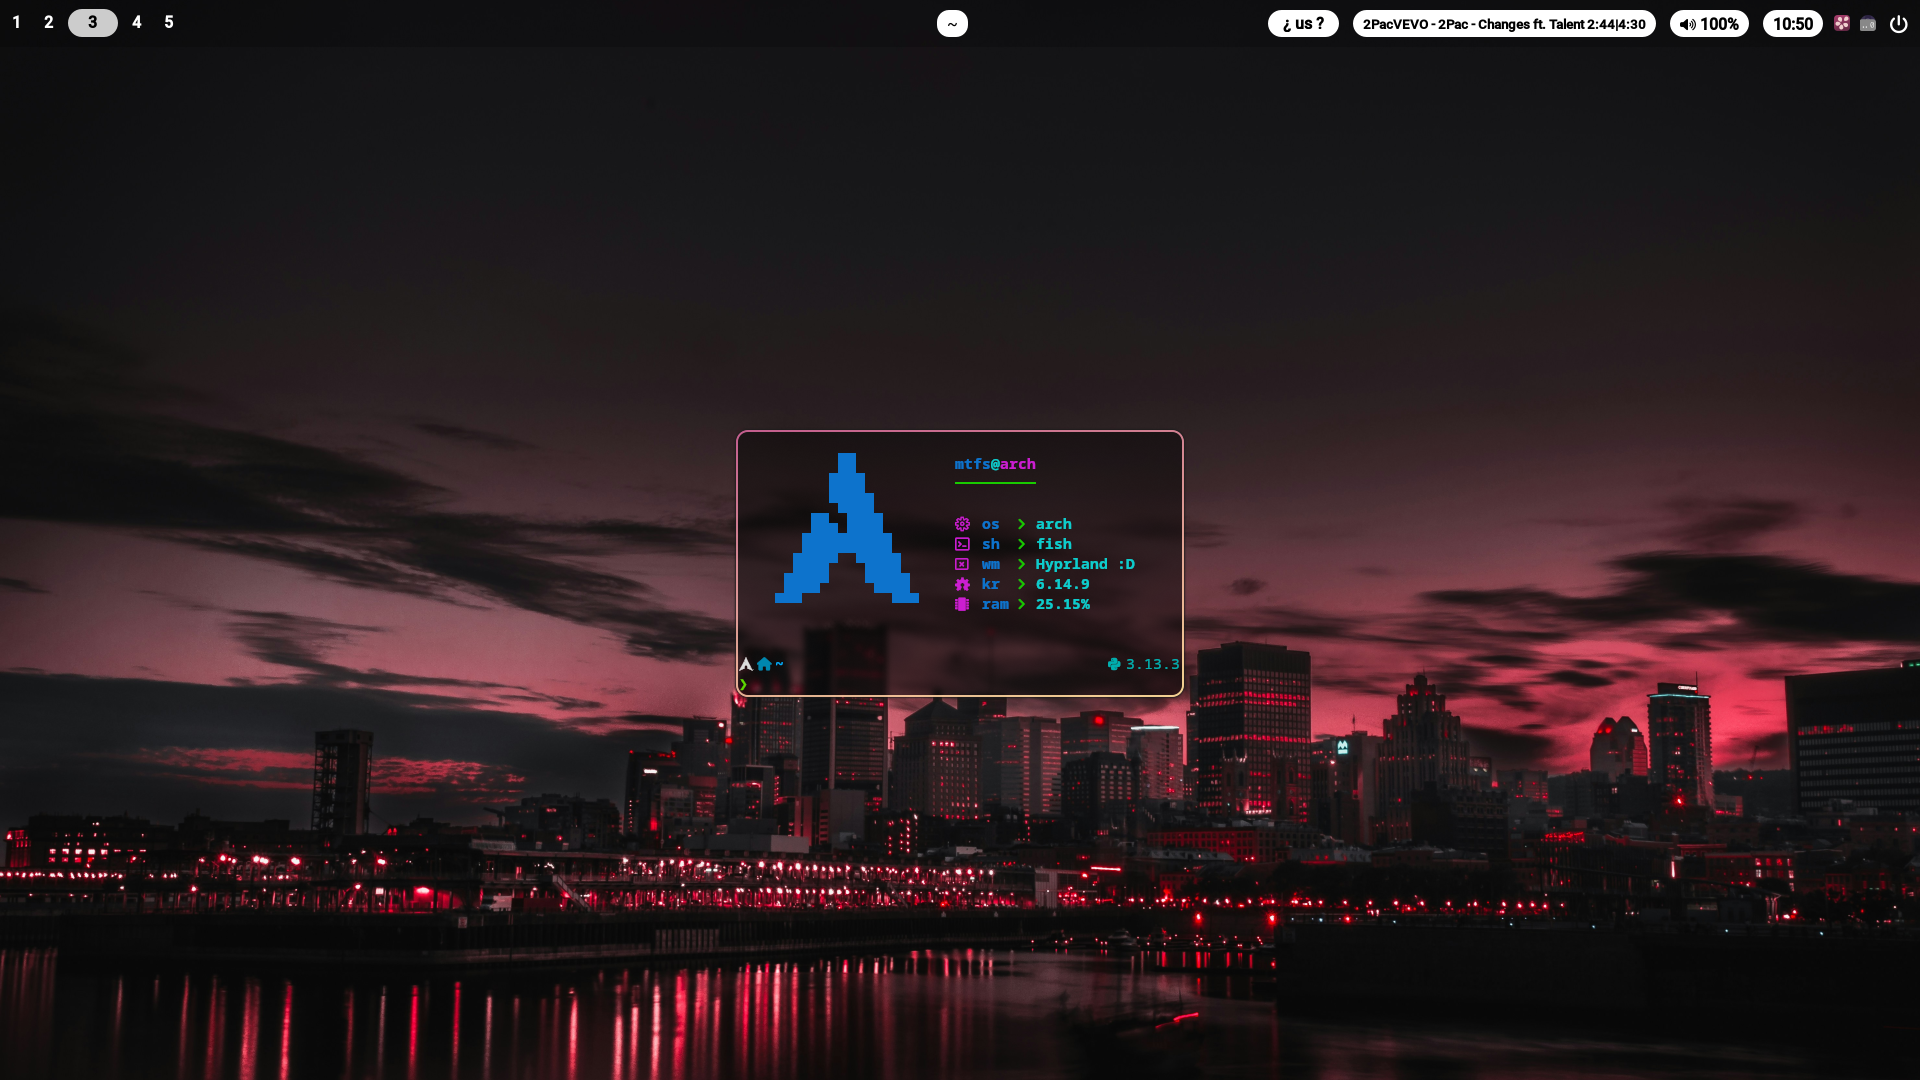 1 2 3 4 5
~
¿ us ?
2PacVEVO - 2Pac - Changes ft. Talent 2:44|4:30
100%
10:50
mtfs@arch
os > arch
sh > fish
wm > Hyprland :D
kr > 6.14.9
ram > 25.15%
~ 3.13.3
❯